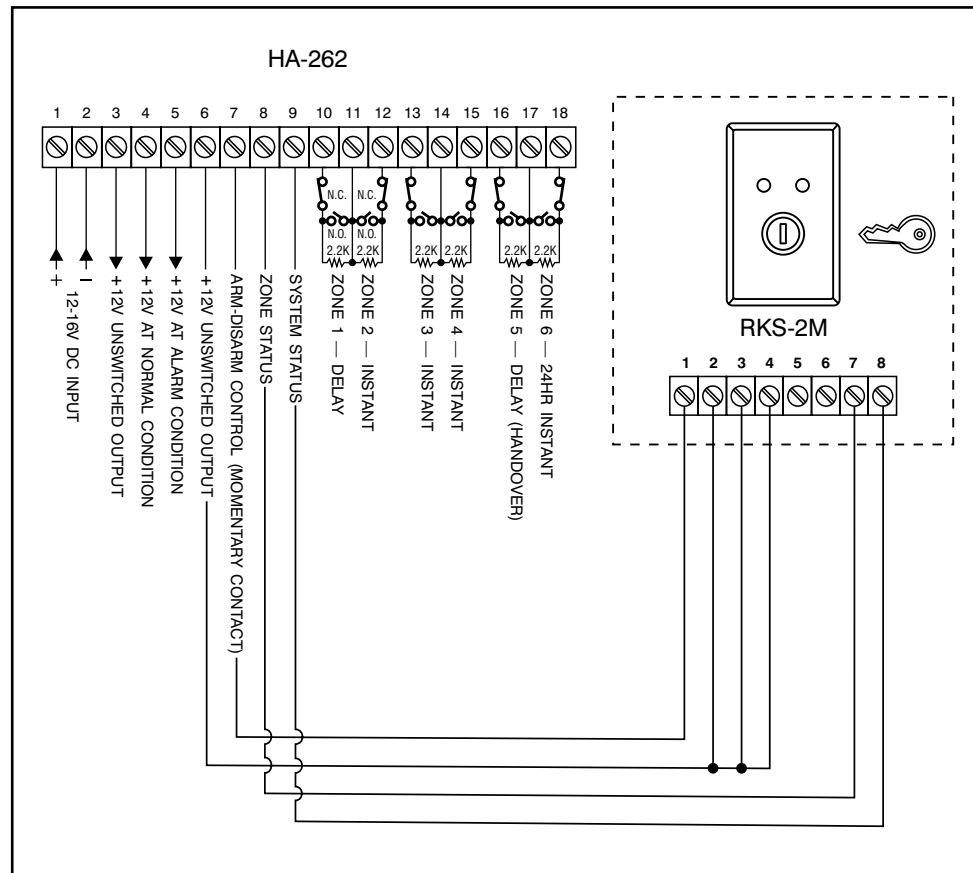 HA-262
1 2 3 4 5 6 7 8 9 10 11 12 13 14 15 16 17 18
N.C. N.C.
N.O. N.O.
2.2K 2.2K 2.2K 2.2K 2.2K 2.2K
+ −
12-16V DC INPUT
+12V UNSWITCHED OUTPUT
+12V AT NORMAL CONDITION
+12V AT ALARM CONDITION
+12V UNSWITCHED OUTPUT
ARM-DISARM CONTROL (MOMENTARY CONTACT)
ZONE STATUS
SYSTEM STATUS
ZONE 1 — DELAY
ZONE 2 — INSTANT
ZONE 3 — INSTANT
ZONE 4 — INSTANT
ZONE 5 — DELAY (HANDOVER)
ZONE 6 — 24HR INSTANT
RKS-2M
1 2 3 4 5 6 7 8